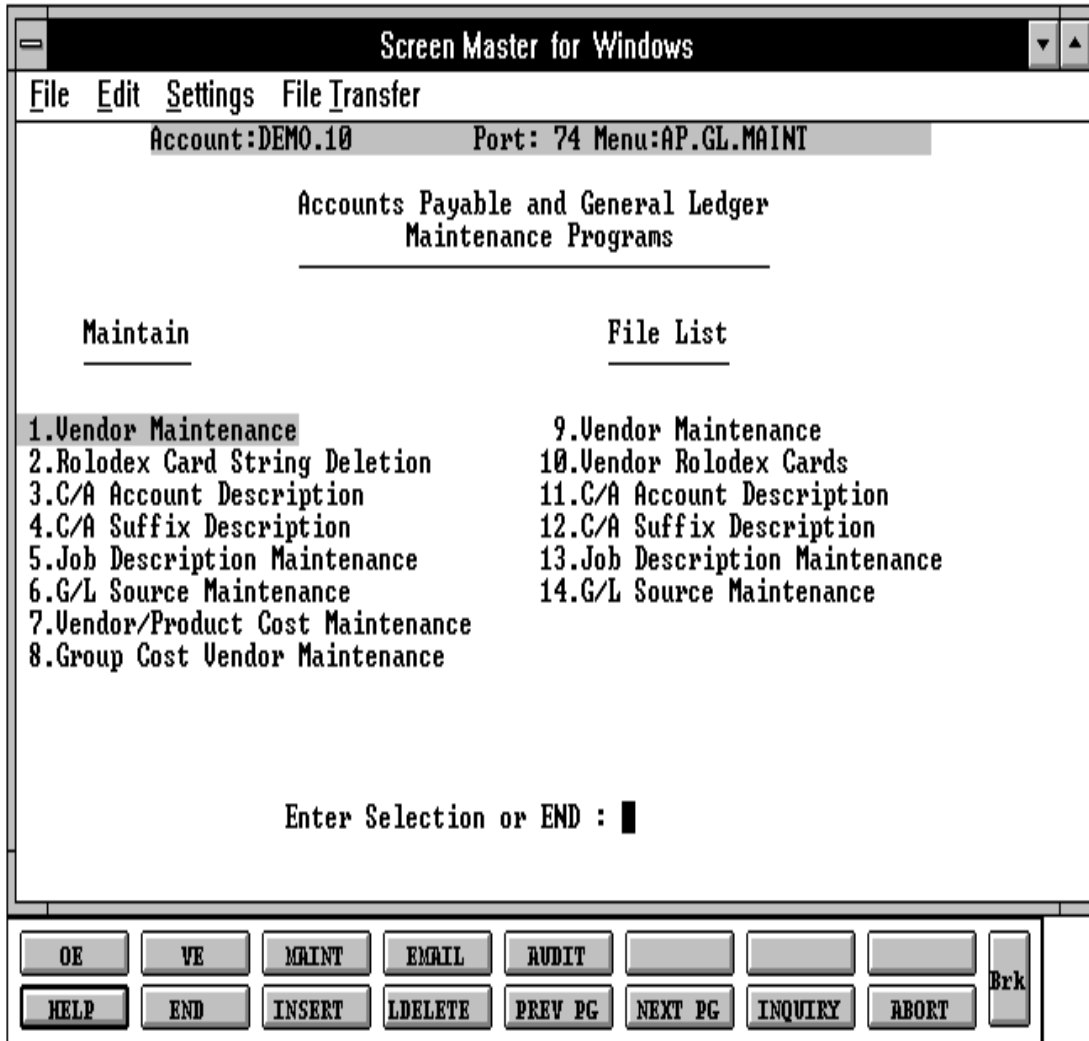 Screen Master for Windows
File Edit Settings File Transfer
Account:DEMO.10 Port: 74 Menu:AP.GL.MAINT
Accounts Payable and General Ledger
Maintenance Programs
Maintain File List
1.Vendor Maintenance 9.Vendor Maintenance
2.Rolodex Card String Deletion 10.Vendor Rolodex Cards
3.C/A Account Description 11.C/A Account Description
4.C/A Suffix Description 12.C/A Suffix Description
5.Job Description Maintenance 13.Job Description Maintenance
6.G/L Source Maintenance 14.G/L Source Maintenance
7.Vendor/Product Cost Maintenance
8.Group Cost Vendor Maintenance
Enter Selection or END :
OE VE MAINT EMAIL AUDIT
Brk
HELP END INSERT LDELETE PREV PG NEXT PG INQUIRY ABORT